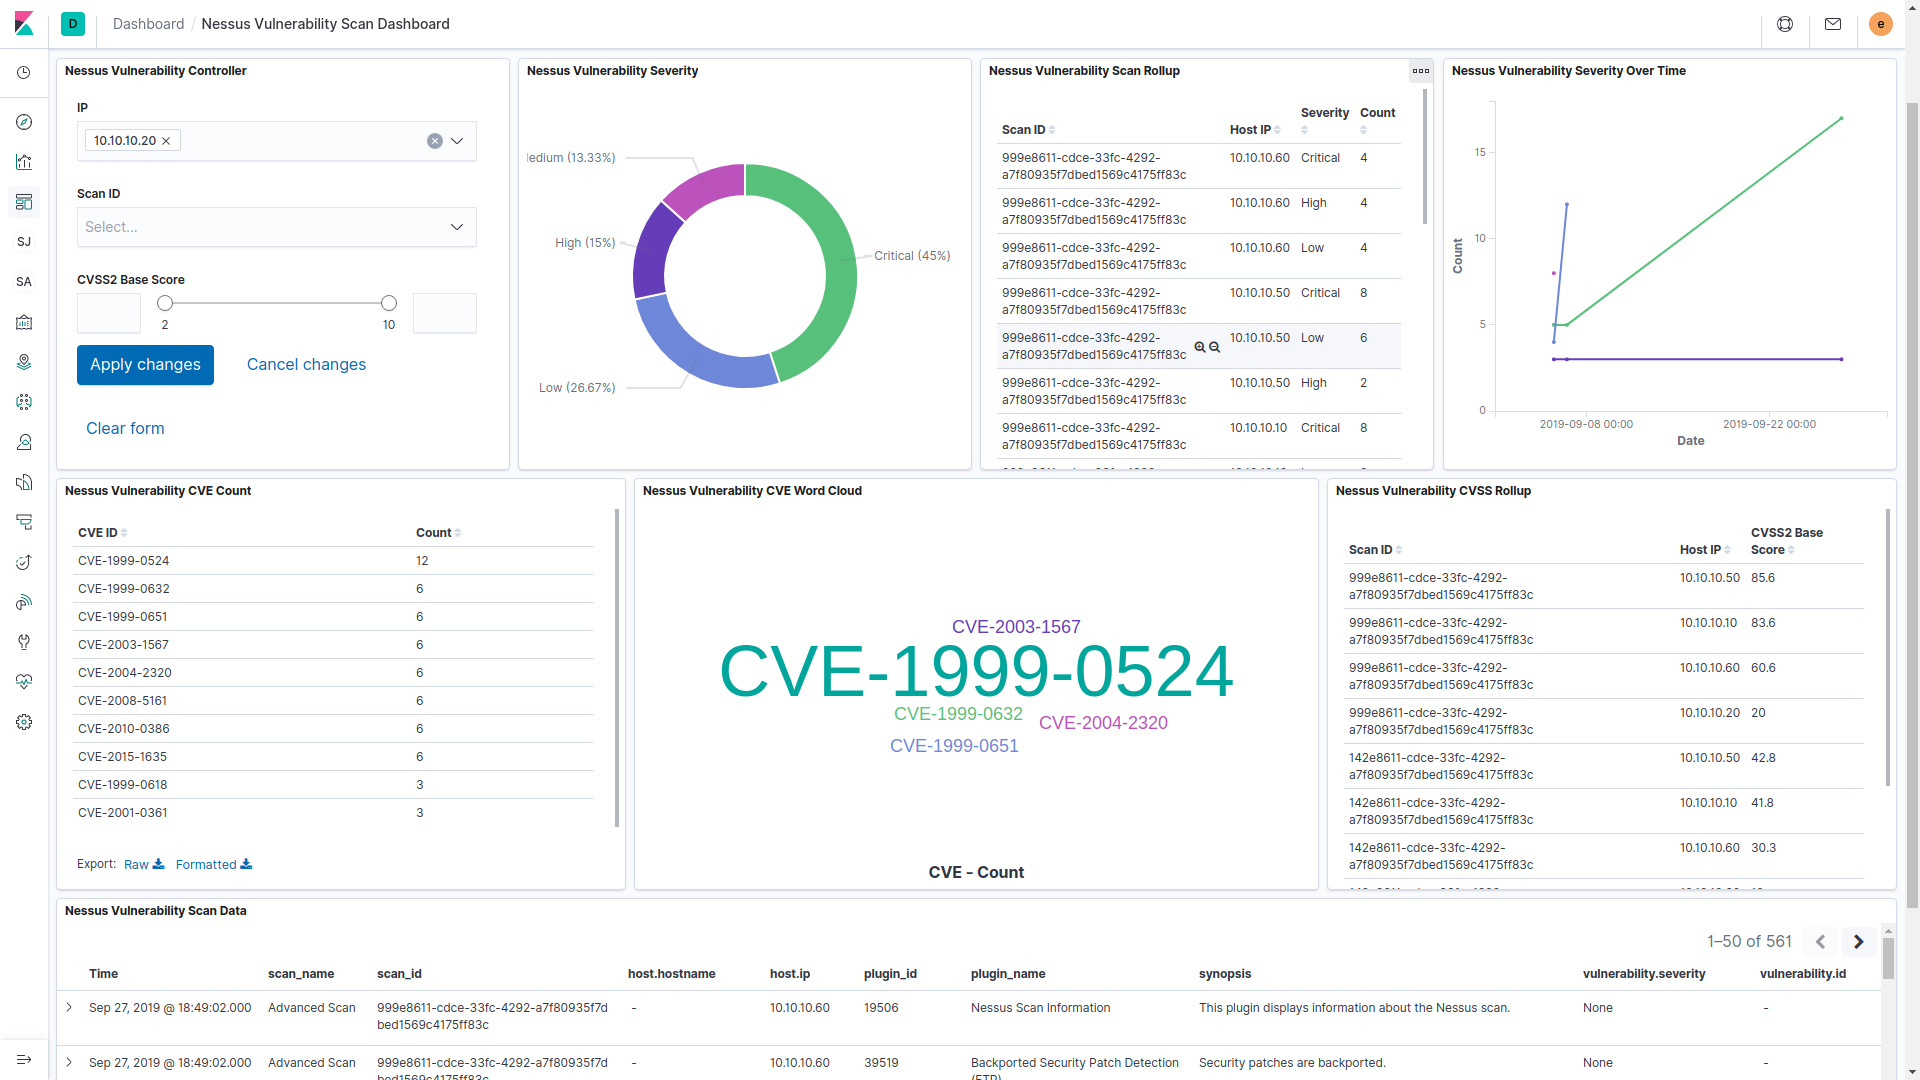 D Dashboard / Nessus Vulnerability Scan Dashboard e
SJ
SA
Nessus Vulnerability Controller
IP
10.10.10.20
Scan ID
Select...
CVSS2 Base Score
2 10
Apply changes Cancel changes
Clear form
Nessus Vulnerability Severity
edium (13.33%)
High (15%)
Critical (45%)
Low (26.67%)
Nessus Vulnerability Scan Rollup
Scan ID Host IP Severity Count
999e8611-cdce-33fc-4292- 10.10.10.60 Critical 4
a7f80935f7dbed1569c4175ff83c
999e8611-cdce-33fc-4292- 10.10.10.60 High 4
a7f80935f7dbed1569c4175ff83c
999e8611-cdce-33fc-4292- 10.10.10.60 Low 4
a7f80935f7dbed1569c4175ff83c
999e8611-cdce-33fc-4292- 10.10.10.50 Critical 8
a7f80935f7dbed1569c4175ff83c
999e8611-cdce-33fc-4292- 10.10.10.50 Low 6
a7f80935f7dbed1569c4175ff83c
999e8611-cdce-33fc-4292- 10.10.10.50 High 2
a7f80935f7dbed1569c4175ff83c
999e8611-cdce-33fc-4292- 10.10.10.10 Critical 8
a7f80935f7dbed1569c4175ff83c
Nessus Vulnerability Severity Over Time
15
10
5
0
Count
2019-09-08 00:00 2019-09-22 00:00
Date
Nessus Vulnerability CVE Count
CVE ID Count
CVE-1999-0524 12
CVE-1999-0632 6
CVE-1999-0651 6
CVE-2003-1567 6
CVE-2004-2320 6
CVE-2008-5161 6
CVE-2010-0386 6
CVE-2015-1635 6
CVE-1999-0618 3
CVE-2001-0361 3
Export: Raw Formatted
Nessus Vulnerability CVE Word Cloud
CVE-2003-1567
CVE-1999-0524
CVE-1999-0632
CVE-2004-2320
CVE-1999-0651
CVE - Count
Nessus Vulnerability CVSS Rollup
Scan ID Host IP CVSS2 Base Score
999e8611-cdce-33fc-4292- 10.10.10.50 85.6
a7f80935f7dbed1569c4175ff83c
999e8611-cdce-33fc-4292- 10.10.10.10 83.6
a7f80935f7dbed1569c4175ff83c
999e8611-cdce-33fc-4292- 10.10.10.60 60.6
a7f80935f7dbed1569c4175ff83c
999e8611-cdce-33fc-4292- 10.10.10.20 20
a7f80935f7dbed1569c4175ff83c
142e8611-cdce-33fc-4292- 10.10.10.50 42.8
a7f80935f7dbed1569c4175ff83c
142e8611-cdce-33fc-4292- 10.10.10.10 41.8
a7f80935f7dbed1569c4175ff83c
142e8611-cdce-33fc-4292- 10.10.10.60 30.3
a7f80935f7dbed1569c4175ff83c
Nessus Vulnerability Scan Data
1–50 of 561
Time scan_name scan_id host.hostname host.ip plugin_id plugin_name synopsis vulnerability.severity vulnerability.id
Sep 27, 2019 @ 18:49:02.000 Advanced Scan 999e8611-cdce-33fc-4292-a7f80935f7d - 10.10.10.60 19506 Nessus Scan Information This plugin displays information about the Nessus scan. None -
bed1569c4175ff83c
Sep 27, 2019 @ 18:49:02.000 Advanced Scan 999e8611-cdce-33fc-4292-a7f80935f7d - 10.10.10.60 39519 Backported Security Patch Detection Security patches are backported. None -
bed1569c4175ff83c (FTP)